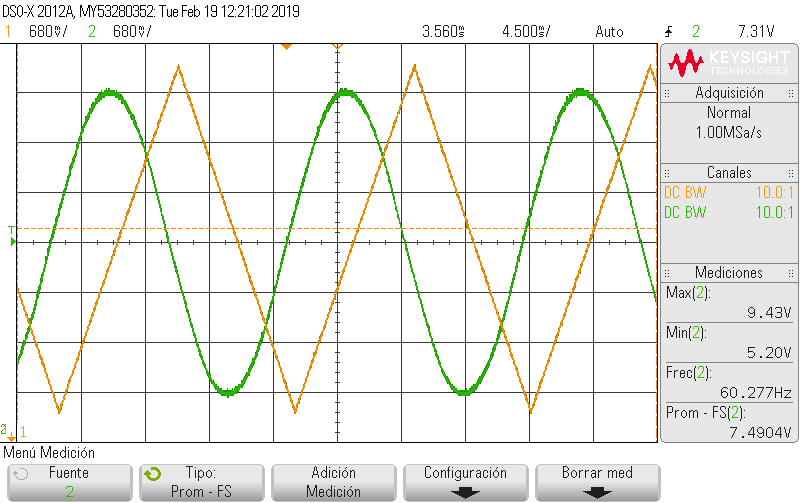 DSO-X 2012A, MY53280352: Tue Feb 19 12:21:02 2019
1 680mV/ 2 680mV/ 3.560ms 4.500ms/ Auto 2 7.31V
KEYSIGHT
TECHNOLOGIES
Adquisición
Normal
1.00MSa/s
Canales
DC BW 10.0:1
DC BW 10.0:1
Mediciones
Max(2):
9.43V
Min(2):
5.20V
Frec(2):
60.277Hz
Prom - FS(2):
7.4904V
T
2
1
Menú Medición
Fuente
2
Tipo:
Prom - FS
Adición
Medición
Configuración
Borrar med